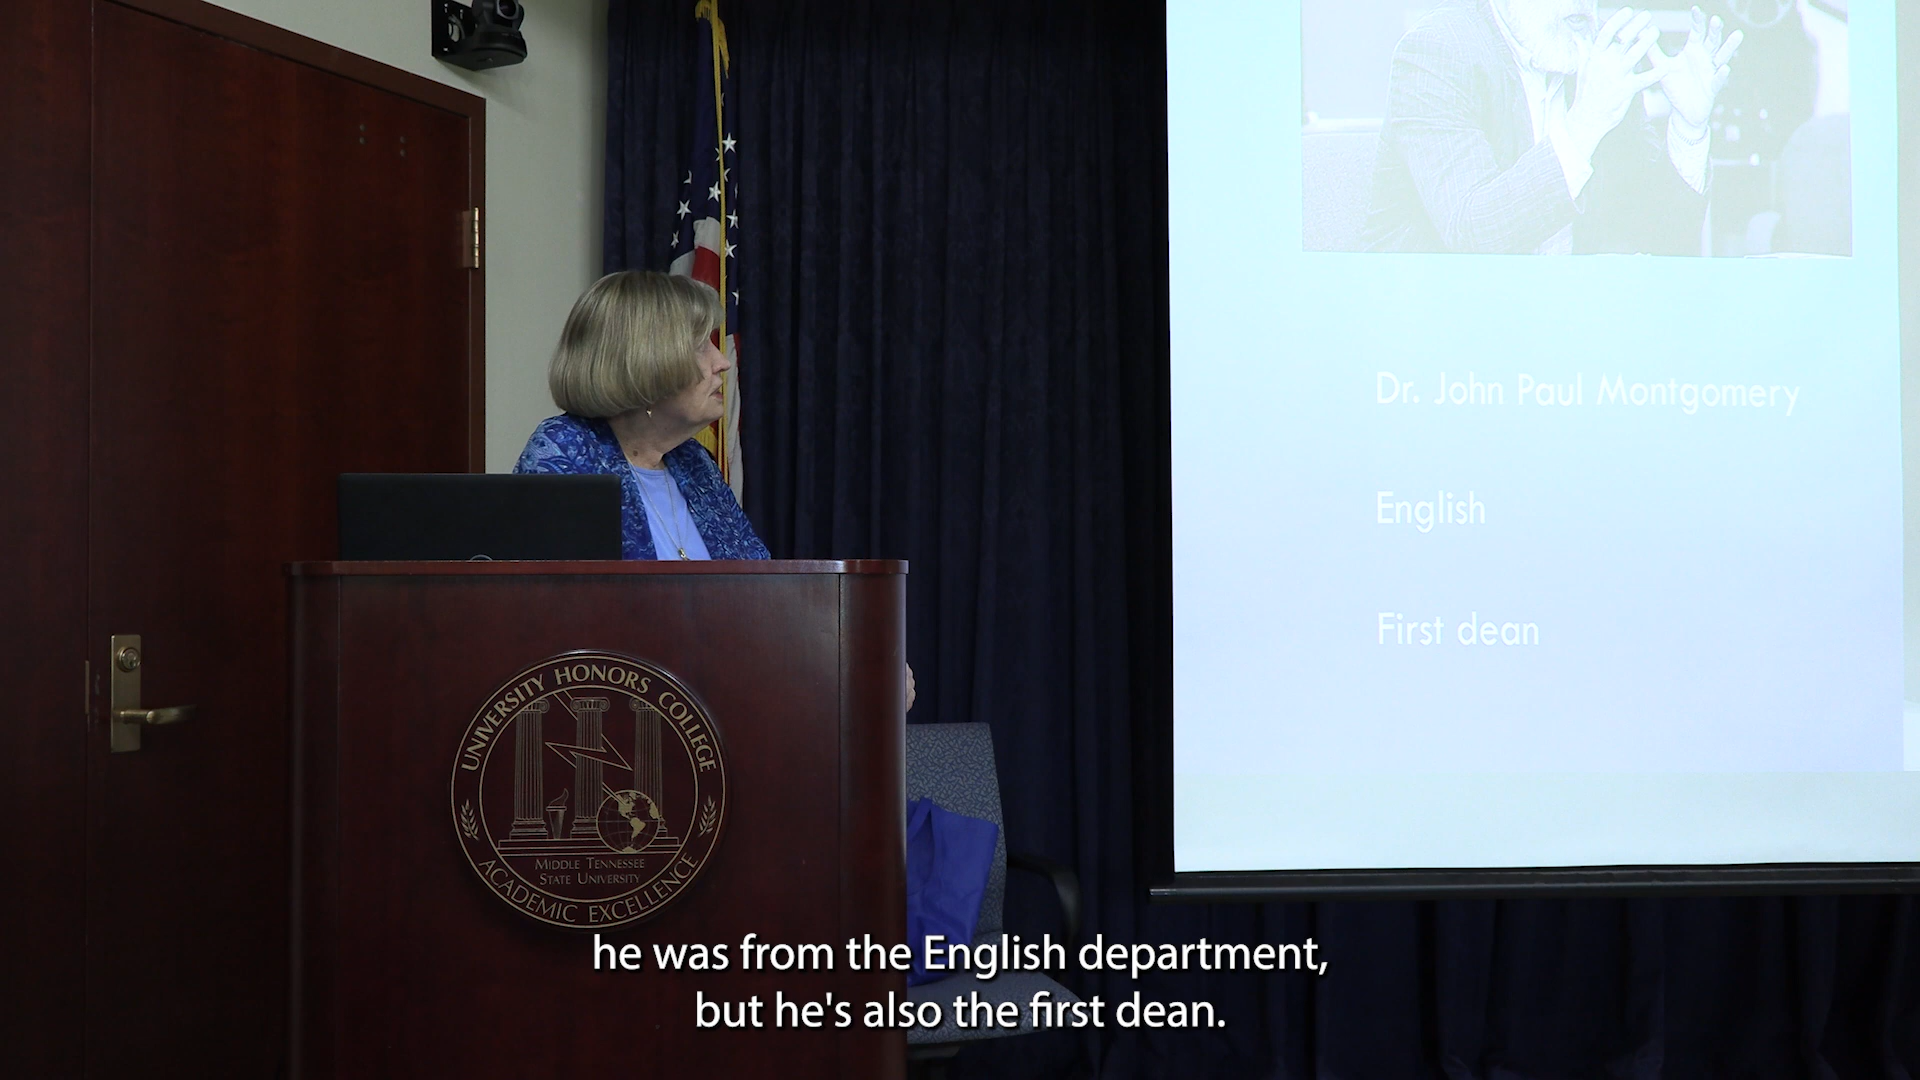 Dr. John Paul Montgomery
English
First dean
UNIVERSITY HONORS COLLEGE
MIDDLE TENNESSEE
STATE UNIVERSITY
ACADEMIC EXCELLENCE
he was from the English department,
but he's also the first dean.